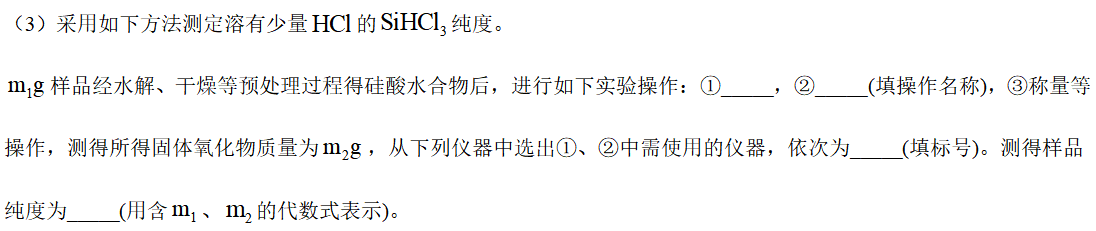 （3）采用如下方法测定溶有少量HCl的SiHCl₃纯度。
m₁g样品经水解、干燥等预处理过程得硅酸水合物后，进行如下实验操作：①_____，②_____(填操作名称)，③称量等
操作，测得所得固体氧化物质量为m₂g，从下列仪器中选出①、②中需使用的仪器，依次为_____(填标号)。测得样品
纯度为_____(用含m₁、m₂的代数式表示)。